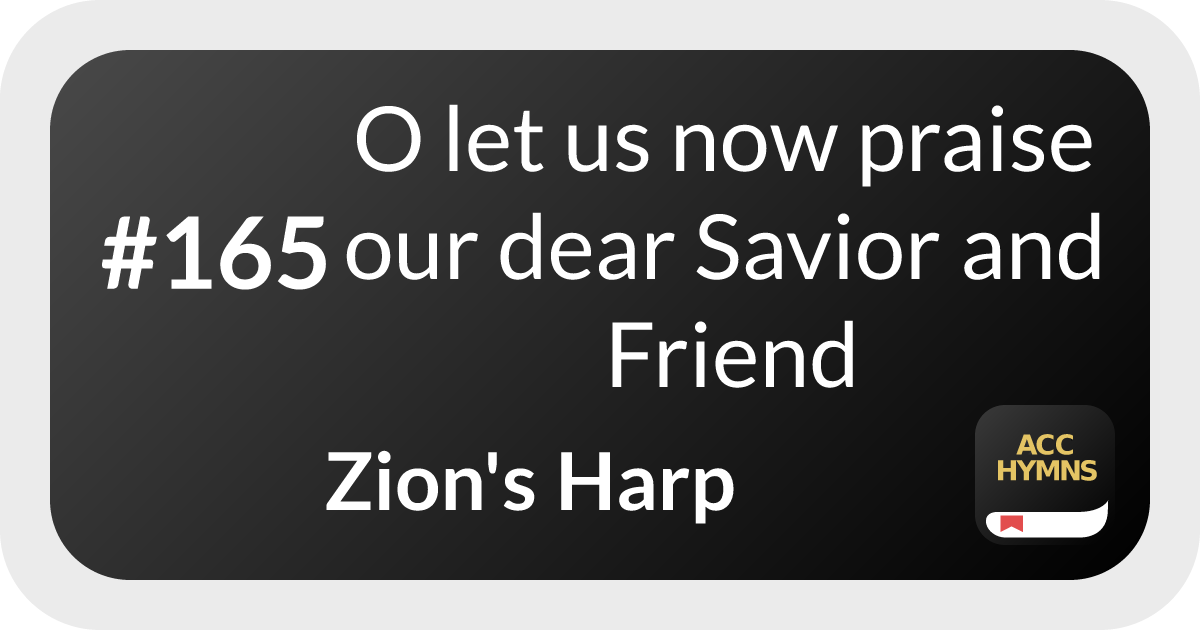 O let us now praise
#165 our dear Savior and
Friend
Zion's Harp
ACC
HYMNS